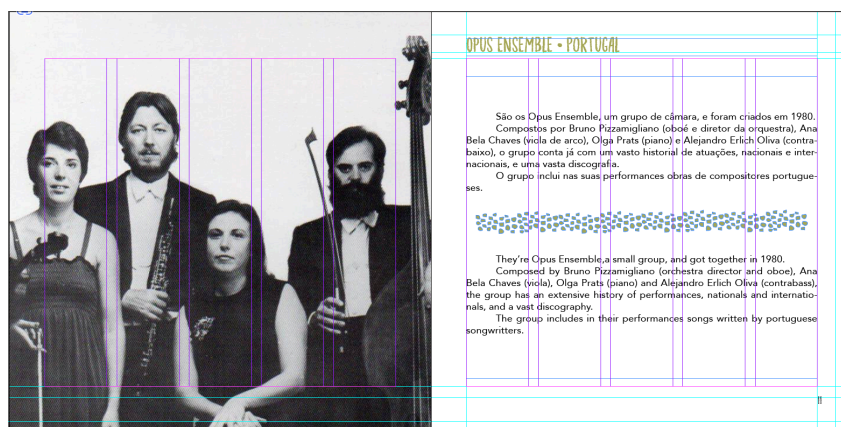 OPUS ENSEMBLE • PORTUGAL
São os Opus Ensemble, um grupo de câmara, e foram criados em 1980.
Compostos por Bruno Pizzamigliano (oboé e diretor da orquestra), Ana
Bela Chaves (viola de arco), Olga Prats (piano) e Alejandro Erlich Oliva (contra-
baixo), o grupo conta já com um vasto historial de atuações, nacionais e inter-
nacionais, e uma vasta discografia.
O grupo inclui nas suas performances obras de compositores portugue-
ses.
They're Opus Ensemble,a small group, and got together in 1980.
Composed by Bruno Pizzamigliano (orchestra director and oboe), Ana
Bela Chaves (viola), Olga Prats (piano) and Alejandro Erlich Oliva (contrabass),
the group has an extensive history of performances, nationals and internatio-
nals, and a vast discography.
The group includes in their performances songs written by portuguese
songwritters.